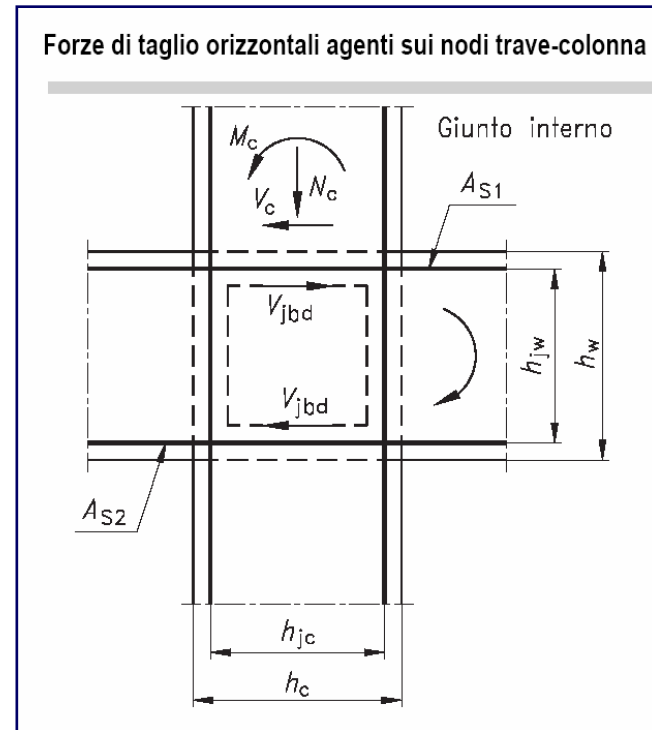 Forze di taglio orizzontali agenti sui nodi trave-colonna
Giunto interno
Mc
Nc
Vc
AS1
Vjbd
hjw
hw
Vjbd
AS2
hjc
hc